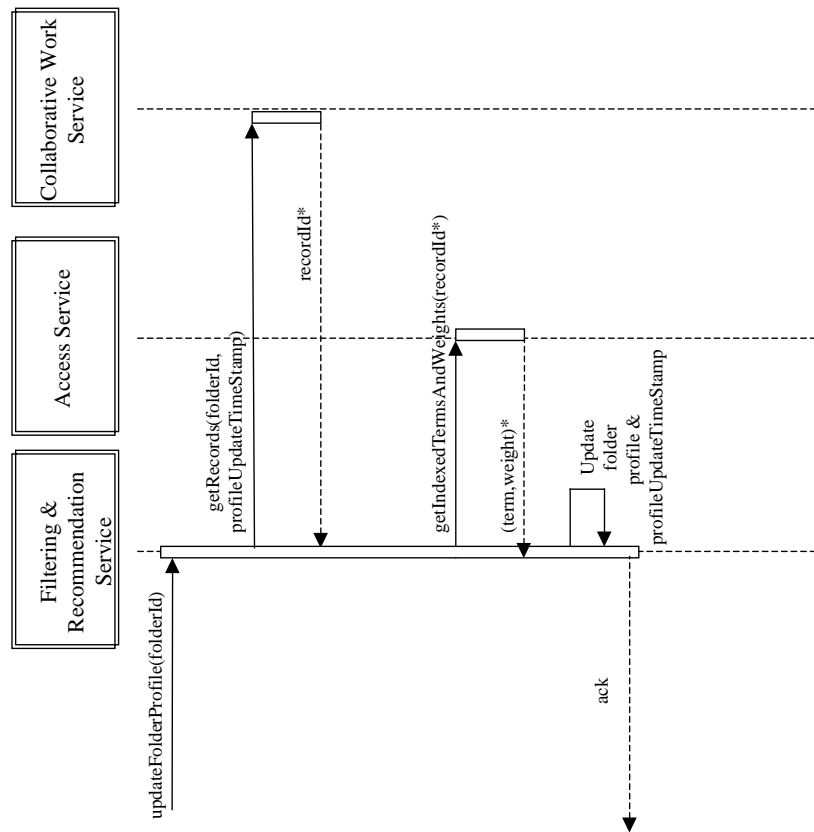 Filtering &
Recommendation
Service
Access Service
Collaborative Work
Service
updateFolderProfile(folderId)
getRecords(folderId,
profileUpdateTimeStamp)
recordId*
getIndexedTermsAndWeights(recordId*)
(term,weight)*
Update
folder
profile &
profileUpdateTimeStamp
ack